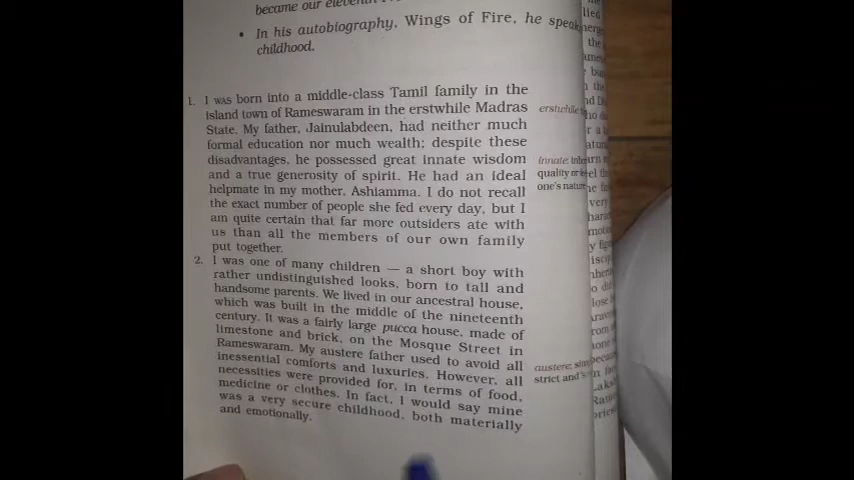 became our
• In his autobiography, Wings of Fire, he speak
childhood.
1. I was born into a middle-class Tamil family in the
island town of Rameswaram in the erstwhile Madras
State. My father, Jainulabdeen, had neither much
formal education nor much wealth; despite these
disadvantages, he possessed great innate wisdom
and a true generosity of spirit. He had an ideal
helpmate in my mother, Ashiamma. I do not recall
the exact number of people she fed every day, but I
am quite certain that far more outsiders ate with
us than all the members of our own family
put together.
2. I was one of many children — a short boy with
rather undistinguished looks, born to tall and
handsome parents. We lived in our ancestral house,
which was built in the middle of the nineteenth
century. It was a fairly large pucca house, made of
limestone and brick, on the Mosque Street in
Rameswaram. My austere father used to avoid all
inessential comforts and luxuries. However, all
necessities were provided for, in terms of food,
medicine or clothes. In fact, I would say mine
was a very secure childhood, both materially
and emotionally.
erstwhile
innate:
quality or
one's nature
austere:
strict and